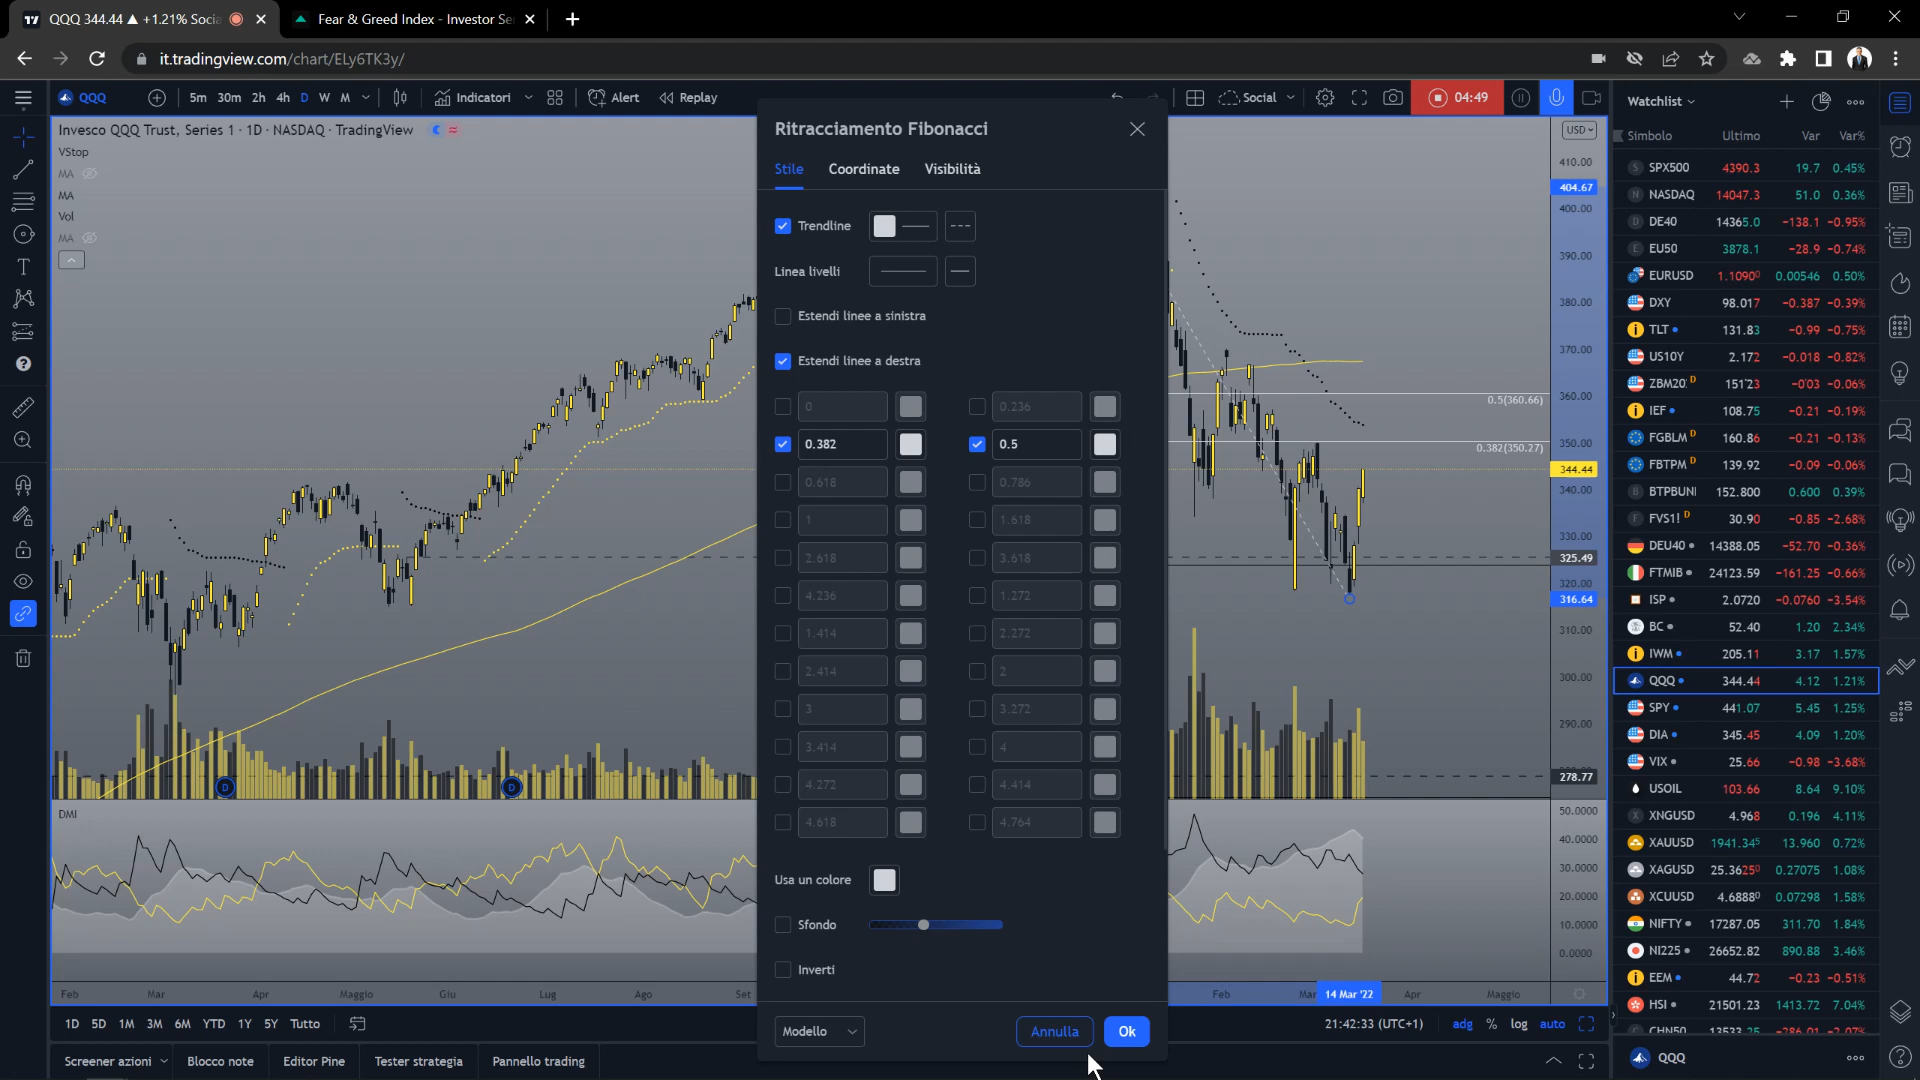 QQQ 344.44 ▲ +1.21% Socia
Fear & Greed Index - Investor Se
it.tradingview.com/chart/ELy6TK3y/
QQQ
5m 30m 2h 4h D W M
Indicatori
Alert
Replay
Social
04:49
Invesco QQQ Trust, Series 1 · 1D · NASDAQ · TradingView
VStop
MA
MA
Vol
MA
Ritracciamento Fibonacci
Stile Coordinate Visibilità
Trendline
Linea livelli
Estendi linee a sinistra
Estendi linee a destra
0 0.236
0.382 0.5
0.618 0.786
1 1.618
2.618 3.618
4.236 1.272
1.414 2.272
2.414 2
3 3.272
3.414 4
4.272 4.414
4.618 4.764
Usa un colore
Sfondo
Inverti
Modello
Annulla
Ok
0.5(360.66)
0.382(350.27)
USD
410.00
404.67
400.00
390.00
380.00
370.00
360.00
350.00
344.44
340.00
330.00
325.49
320.00
316.64
310.00
300.00
290.00
278.77
D D
DMI
50.0000
40.0000
30.0000
20.0000
10.0000
0.0000
Feb Mar Apr Maggio Giu Lug Ago Set
Feb Mar 14 Mar '22 Apr Maggio
1D 5D 1M 3M 6M YTD 1Y 5Y Tutto
21:42:33 (UTC+1)
adg % log auto
Screener azioni Blocco note Editor Pine Tester strategia Pannello trading
Watchlist
Simbolo Ultimo Var Var%
SPX500 4390.3 19.7 0.45%
NASDAQ 14047.3 51.0 0.36%
DE40 14365.0 -138.1 -0.95%
EU50 3878.1 -28.9 -0.74%
EURUSD 1.10900 0.00546 0.50%
DXY 98.017 -0.387 -0.39%
TLT 131.83 -0.99 -0.75%
US10Y 2.172 -0.018 -0.82%
ZBM20 D 151'23 -0'03 -0.06%
IEF 108.75 -0.21 -0.19%
FGBLM D 160.86 -0.21 -0.13%
FBTPM D 139.92 -0.09 -0.06%
BTPBUNI 152.800 0.600 0.39%
FVS1! D 30.90 -0.85 -2.68%
DEU40 14388.05 -52.70 -0.36%
FTMIB 24123.59 -161.25 -0.66%
ISP 2.0720 -0.0760 -3.54%
BC 52.40 1.20 2.34%
IWM 205.11 3.17 1.57%
QQQ 344.44 4.12 1.21%
SPY 441.07 5.45 1.25%
DIA 345.45 4.09 1.20%
VIX 25.66 -0.98 -3.68%
USOIL 103.66 8.64 9.10%
XNGUSD 4.968 0.196 4.11%
XAUUSD 1941.345 13.960 0.72%
XAGUSD 25.36250 0.27075 1.08%
XCUUSD 4.68880 0.07298 1.58%
NIFTY 17287.05 311.70 1.84%
NI225 26652.82 890.88 3.46%
EEM 44.72 -0.23 -0.51%
HSI 21501.23 1413.72 7.04%
CHN50 13533.25 -286.01 -2.07%
QQQ